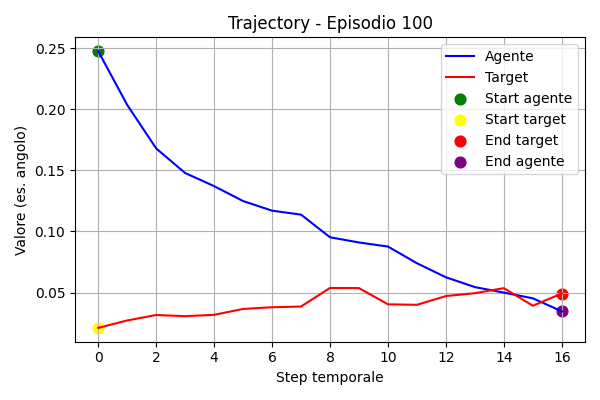 Trajectory - Episodio 100
Valore (es. angolo)
0.25
0.20
0.15
0.10
0.05
0 2 4 6 8 10 12 14 16
Step temporale
Agente
Target
Start agente
Start target
End target
End agente